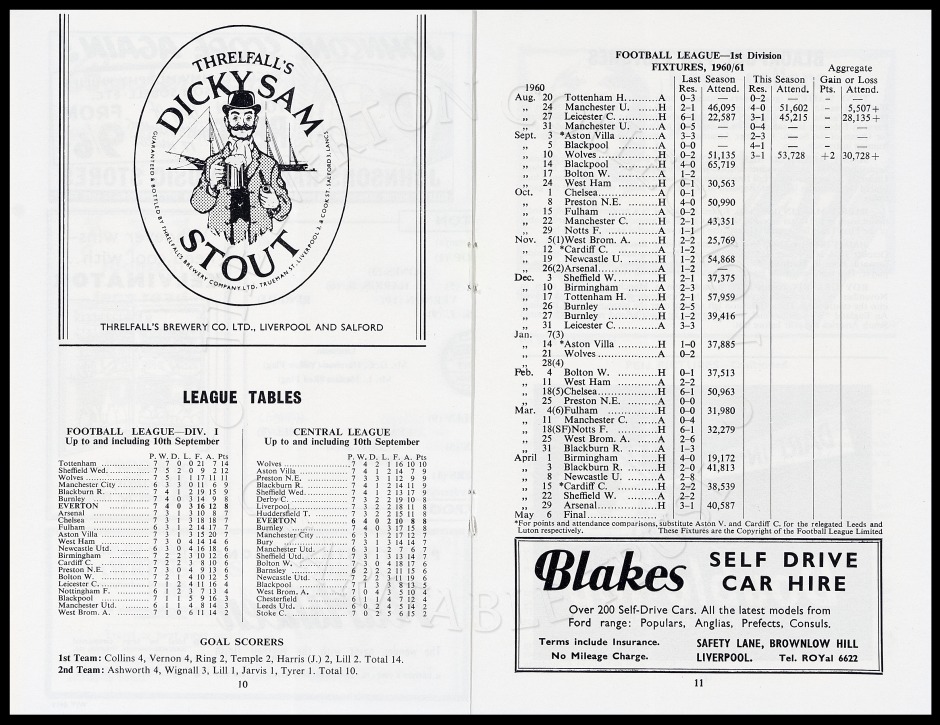 THRELFALL'S
DICKY SAM
STOUT
GUARANTEED & BOTTLED BY THRELFALL'S BREWERY COMPANY LTD. TRUEMAN ST. LIVERPOOL 3, & COOK ST. SALFORD 3, LANCS.
THRELFALL'S BREWERY CO. LTD., LIVERPOOL AND SALFORD
LEAGUE TABLES
FOOTBALL LEAGUE—DIV. I
Up to and including 10th September
P. W. D. L. F. A. Pts
Tottenham 7 7 0 0 21 7 14
Sheffield Wed. 7 5 2 0 9 2 12
Wolves 7 5 1 1 17 11 11
Manchester City 6 3 3 0 11 6 9
Blackburn R. 7 4 1 2 19 15 9
Burnley 7 4 0 3 14 9 8
EVERTON 7 4 0 3 16 12 8
Arsenal 7 3 1 3 10 8 7
Chelsea 7 3 1 3 18 18 7
Fulham 6 3 1 2 14 17 7
Aston Villa 7 3 1 3 15 20 7
West Ham 7 3 0 4 14 14 6
Newcastle Utd. 6 3 0 4 16 18 6
Birmingham 7 2 2 3 10 12 6
Cardiff C. 7 2 2 3 8 10 6
Preston N.E. 7 3 0 4 9 13 6
Bolton W. 7 2 1 4 10 12 5
Leicester C. 7 1 2 4 11 16 4
Nottingham F. 6 1 2 3 7 13 4
Blackpool 7 1 1 5 9 16 3
Manchester Utd. 6 1 1 4 8 14 3
West Brom. A. 7 1 0 6 11 14 2
CENTRAL LEAGUE
Up to and including 10th September
P. W. D. L. F. A. Pts
Wolves 7 4 2 1 16 10 10
Aston Villa 7 4 1 2 14 7 9
Preston N.E. 7 3 3 1 12 9 9
Blackburn R. 7 4 1 2 14 11 9
Sheffield Wed. 7 4 1 2 13 17 9
Derby C. 7 3 2 2 19 10 8
Liverpool 7 3 2 2 18 11 8
Huddersfield T. 7 3 2 2 15 11 8
EVERTON 6 4 0 2 10 8 8
Burnley 7 4 0 3 17 15 8
Manchester City 6 3 1 2 17 12 7
Bury 7 3 1 3 14 14 7
Manchester Utd. 6 3 1 2 7 6 7
Sheffield Utd. 7 3 1 3 13 14 7
Bolton W. 7 3 0 4 18 17 6
Barnsley 6 2 2 2 11 15 6
Newcastle Utd. 7 2 2 3 11 19 6
Blackpool 7 1 3 3 8 13 5
West Brom. A. 7 0 4 3 5 10 4
Chesterfield 6 1 1 4 7 12 4
Leeds Utd. 6 0 2 4 5 14 2
Stoke C. 7 0 2 5 6 15 2
GOAL SCORERS
1st Team: Collins 4, Vernon 4, Ring 2, Temple 2, Harris (J.) 2, Lill 2. Total 14.
2nd Team: Ashworth 4, Wignall 3, Lill 1, Jarvis 1, Tyrer 1. Total 10.
10
FOOTBALL LEAGUE—1st Division
FIXTURES, 1960/61
Last Season This Season Aggregate Gain or Loss
1960 Res. Attend. Res. Attend. Pts. Attend.
Aug. 20 Tottenham H. A 0–3 — 0–2 —
„ 24 Manchester U. H 2–1 46,095 4–0 51,602 – 5,507+
„ 27 Leicester C. H 6–1 22,587 3–1 45,215 – 28,135+
„ 31 Manchester U. A 0–5 — 0–4 —
Sept. 3 *Aston Villa A 3–3 — 2–3 —
„ 5 Blackpool A 0–0 — 4–1 —
„ 10 Wolves H 0–2 51,135 3–1 53,728 +2 30,728+
„ 14 Blackpool H 4–0 65,719
„ 17 Bolton W. A 1–2
„ 24 West Ham H 0–1 30,563
Oct. 1 Chelsea A 0–1
„ 8 Preston N.E. H 4–0 50,990
„ 15 Fulham A 0–2
„ 22 Manchester C. H 2–1 43,351
„ 29 Notts F. A 1–1
Nov. 5(1)West Brom. A. H 2–2 25,769
„ 12 *Cardiff C. A 1–2
„ 19 Newcastle U. H 1–2 54,868
„ 26(2)Arsenal A 1–2 —
Dec. 3 Sheffield W. H 2–1 37,375
„ 10 Birmingham A 2–3
„ 17 Tottenham H. H 2–1 57,959
„ 26 Burnley A 2–5
„ 27 Burnley H 1–2 39,416
„ 31 Leicester C. A 3–3
Jan. 7(3)
„ 14 *Aston Villa H 1–0 37,885
„ 21 Wolves A 0–2
„ 28(4)
Feb. 4 Bolton W. H 0–1 37,513
„ 11 West Ham A 2–2
„ 18(5)Chelsea H 6–1 50,963
„ 25 Preston N.E. A 0–0
Mar. 4(6)Fulham H 0–0 31,980
„ 11 Manchester C. A 0–4
„ 18(SF)Notts F. H 6–1 32,279
„ 25 West Brom. A. A 2–6
„ 31 Blackburn R. A 1–3
April 1 Birmingham H 4–0 19,172
„ 3 Blackburn R. H 2–0 41,813
„ 8 Newcastle U. A 2–8
„ 15 *Cardiff C. H 2–2 38,539
„ 22 Sheffield W. A 2–2
„ 29 Arsenal H 3–1 40,587
May 6 Final
*For points and attendance comparisons, substitute Aston V. and Cardiff C. for the relegated Leeds and
Luton respectively. These Fixtures are the Copyright of the Football League Limited
Blakes SELF DRIVE
CAR HIRE
Over 200 Self-Drive Cars. All the latest models from
Ford range: Populars, Anglias, Prefects, Consuls.
Terms include Insurance. SAFETY LANE, BROWNLOW HILL
No Mileage Charge. LIVERPOOL. Tel. ROYal 6622
11